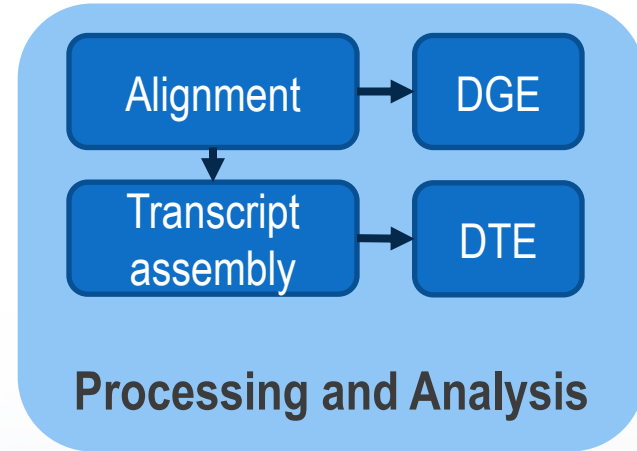 Alignment
DGE
Transcript
assembly
DTE
Processing and Analysis